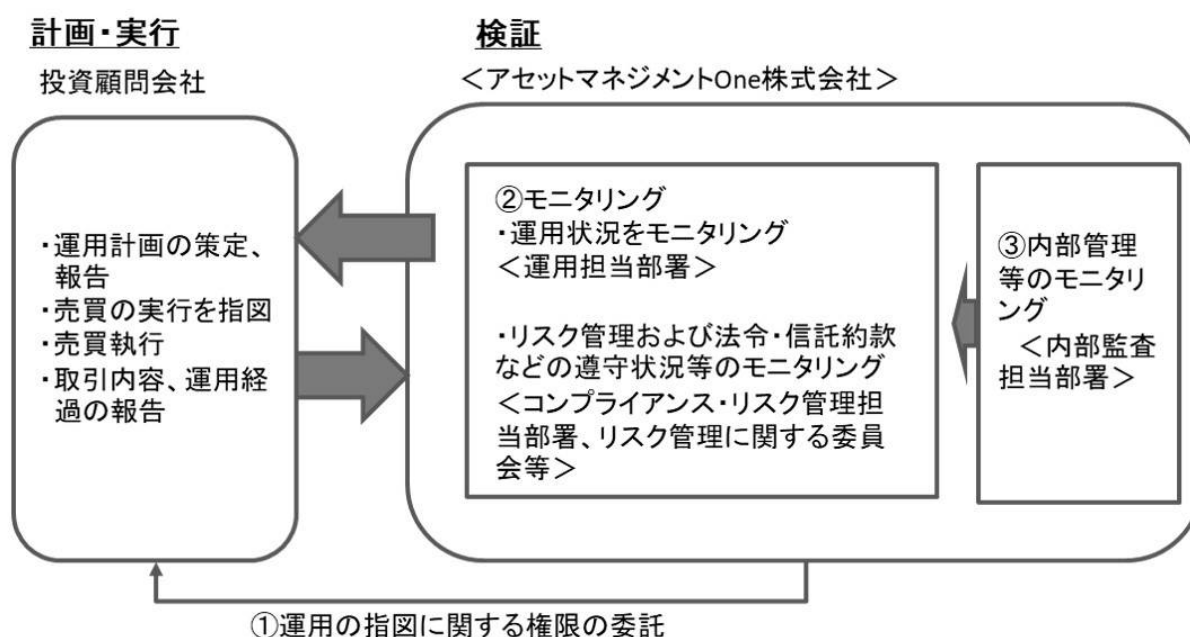 計画・実行
投資顧問会社
・運用計画の策定、
報告
・売買の実行を指図
・売買執行
・取引内容、運用経
過の報告
検証
＜アセットマネジメントOne株式会社＞
②モニタリング
・運用状況をモニタリング
＜運用担当部署＞
・リスク管理および法令・信託約款
などの遵守状況等のモニタリング
＜コンプライアンス・リスク管理担
当部署、リスク管理に関する委員
会等＞
③内部管理
等のモニタリ
ング
＜内部監査
担当部署＞
①運用の指図に関する権限の委託